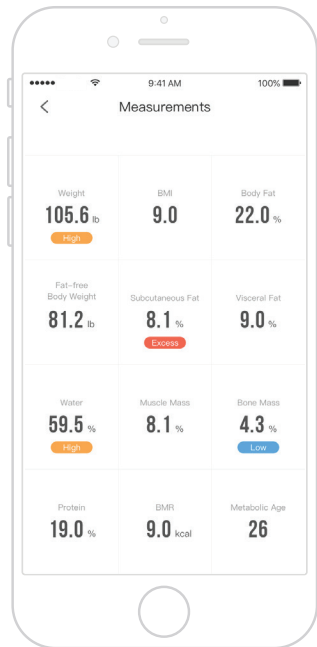 9:41 AM
100%
Measurements
Weight
BMI
Body Fat
105.6 lb
9.0
22.0 %
High
Fat-free
Body Weight
Subcutaneous Fat
Visceral Fat
81.2 lb
8.1 %
9.0 %
Excess
Water
Muscle Mass
Bone Mass
59.5 %
8.1 %
4.3 %
High
Low
Protein
BMR
Metabolic Age
19.0 %
9.0 kcal
26